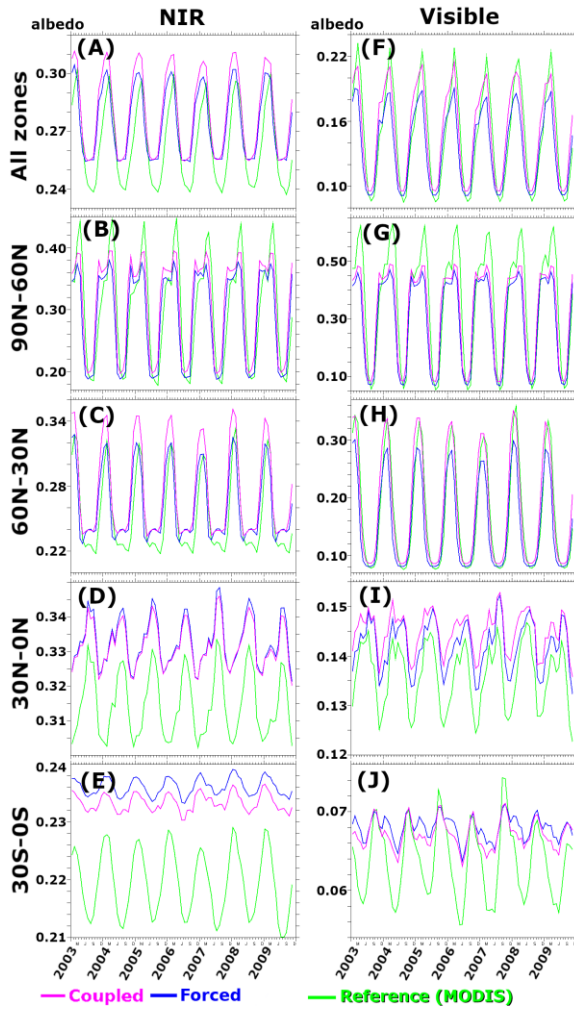 NIR
Visible
albedo
albedo
All zones
(A)
0.30
0.27
0.24
(F)
0.22
0.16
0.10
90N-60N
(B)
0.40
0.30
0.20
(G)
0.50
0.30
0.10
60N-30N
(C)
0.34
0.28
0.22
(H)
0.30
0.20
0.10
30N-0N
(D)
0.34
0.33
0.31
0.30
(I)
0.15
0.14
0.13
0.12
30S-0S
(E)
0.24
0.23
0.22
0.21
(J)
0.07
0.06
2003 2004 2005 2006 2007 2008 2009
2003 2004 2005 2006 2007 2008 2009
Coupled Forced Reference (MODIS)